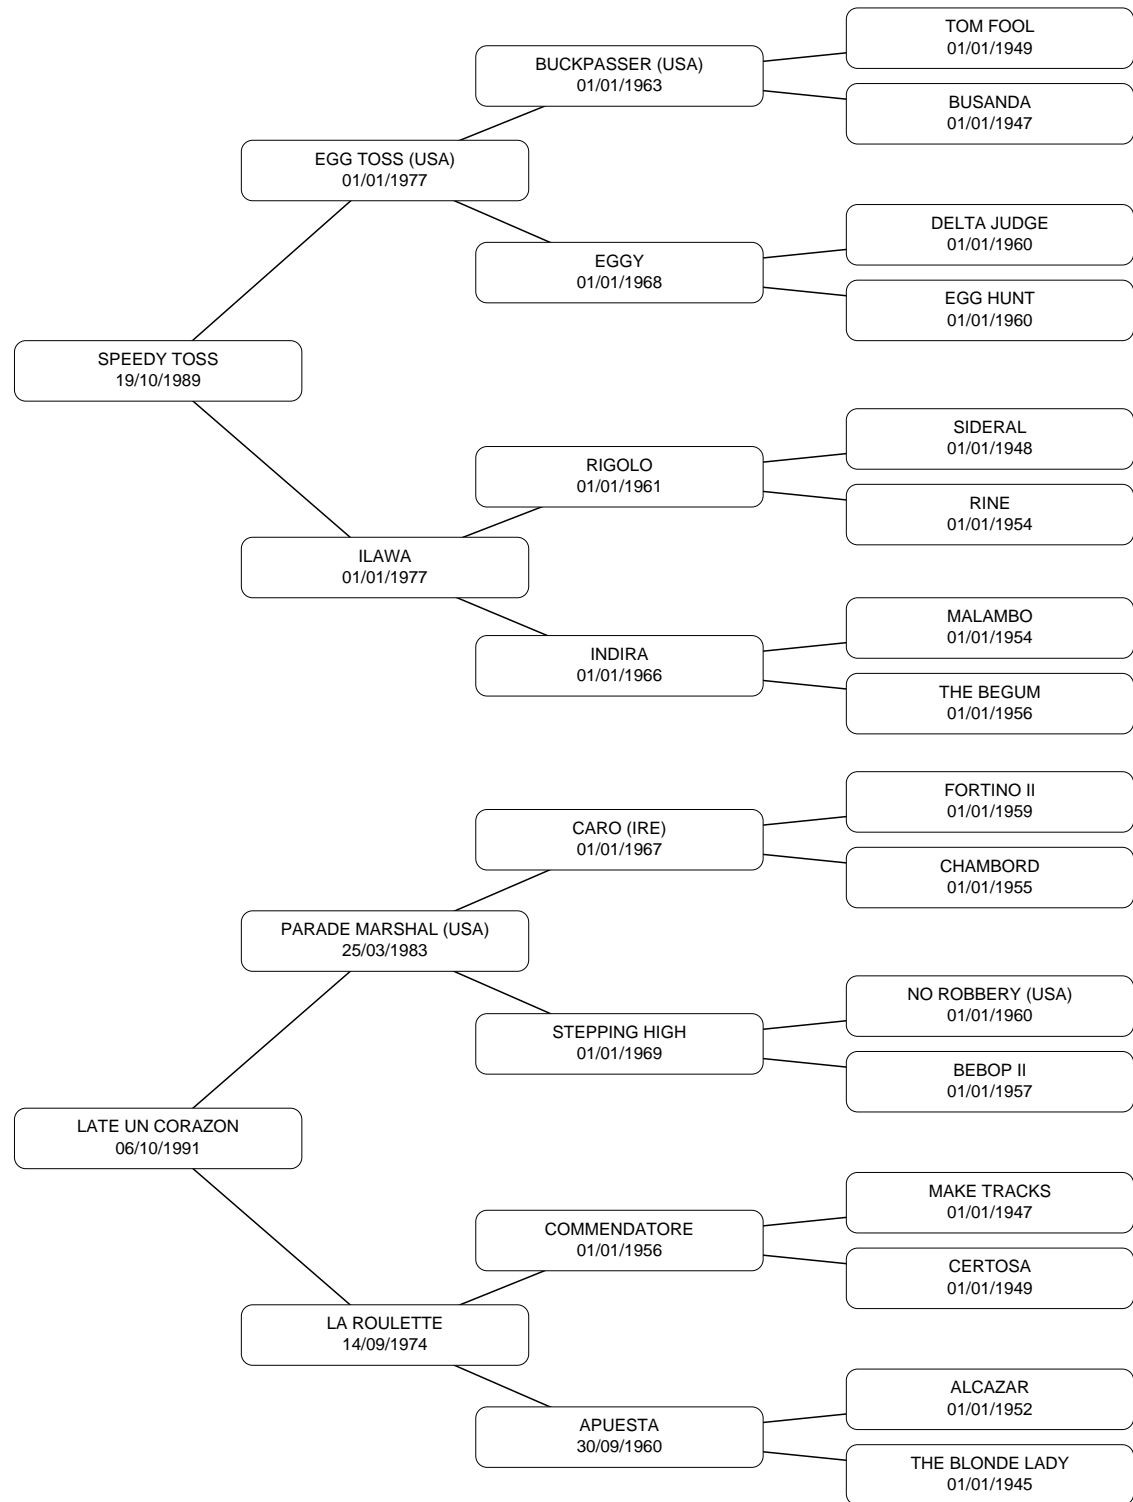 TOM FOOL
01/01/1949
BUCKPASSER (USA)
01/01/1963
BUSANDA
01/01/1947
EGG TOSS (USA)
01/01/1977
DELTA JUDGE
01/01/1960
EGGY
01/01/1968
EGG HUNT
01/01/1960
SPEEDY TOSS
19/10/1989
SIDERAL
01/01/1948
RIGOLO
01/01/1961
RINE
01/01/1954
ILAWA
01/01/1977
MALAMBO
01/01/1954
INDIRA
01/01/1966
THE BEGUM
01/01/1956
FORTINO II
01/01/1959
CARO (IRE)
01/01/1967
CHAMBORD
01/01/1955
PARADE MARSHAL (USA)
25/03/1983
NO ROBBERY (USA)
01/01/1960
STEPPING HIGH
01/01/1969
BEBOP II
01/01/1957
LATE UN CORAZON
06/10/1991
MAKE TRACKS
01/01/1947
COMMENDATORE
01/01/1956
CERTOSA
01/01/1949
LA ROULETTE
14/09/1974
ALCAZAR
01/01/1952
APUESTA
30/09/1960
THE BLONDE LADY
01/01/1945